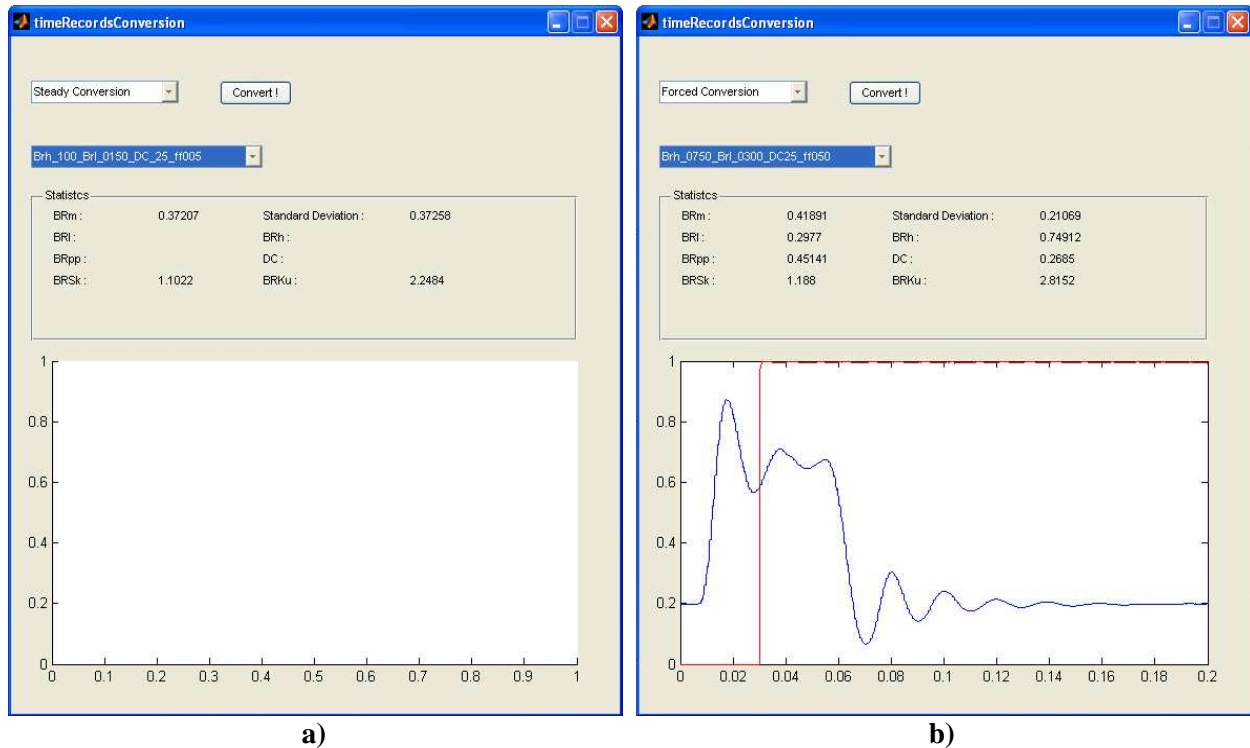 timeRecordsConversion
Steady Conversion
Convert !
Brh_100_Brl_0150_DC_25_ff005
Statistcs
BRm : 0.37207 Standard Deviation : 0.37258
BRl : BRh :
BRpp : DC :
BRSk : 1.1022 BRKu : 2.2484
1
0.8
0.6
0.4
0.2
0
0 0.1 0.2 0.3 0.4 0.5 0.6 0.7 0.8 0.9 1
a)
timeRecordsConversion
Forced Conversion
Convert !
Brh_0750_Brl_0300_DC25_ff050
Statistcs
BRm : 0.41891 Standard Deviation : 0.21069
BRl : 0.2977 BRh : 0.74912
BRpp : 0.45141 DC : 0.2685
BRSk : 1.188 BRKu : 2.8152
1
0.8
0.6
0.4
0.2
0
0 0.02 0.04 0.06 0.08 0.1 0.12 0.14 0.16 0.18 0.2
b)